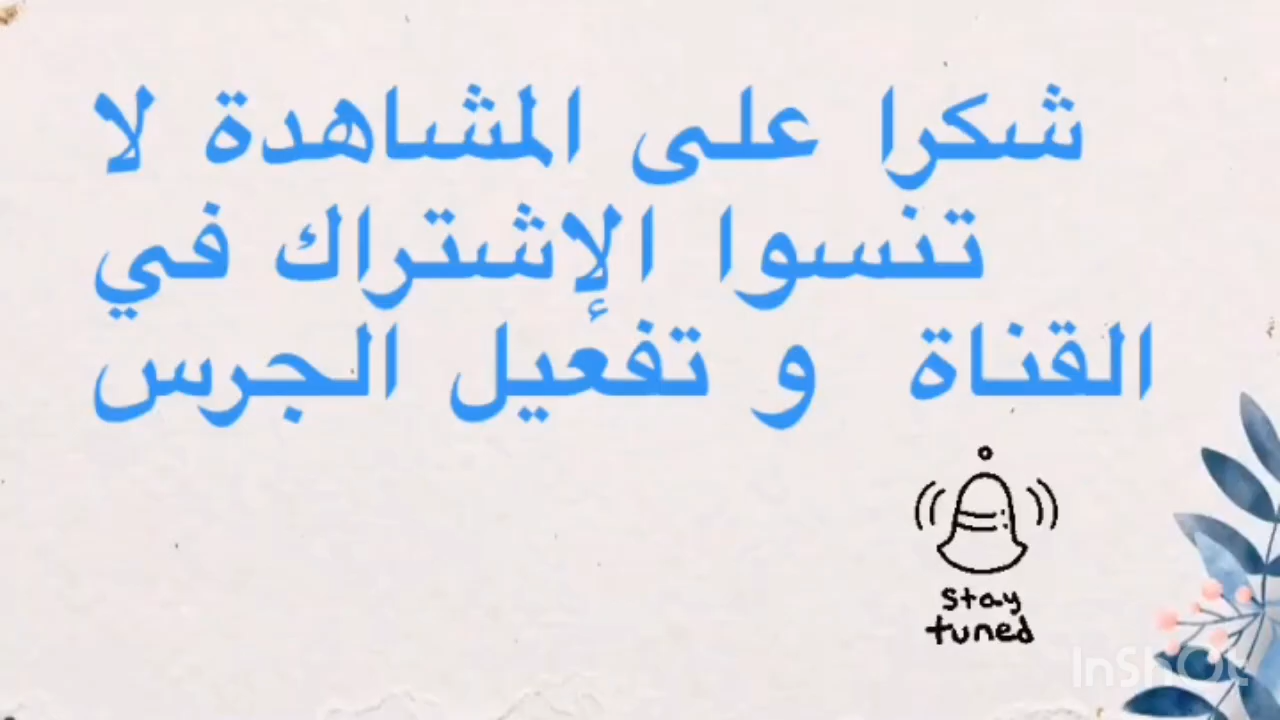 شكرا على المشاهدة لا
تنسوا الإشتراك في
القناة و تفعيل الجرس
stay
tuned
InShOt